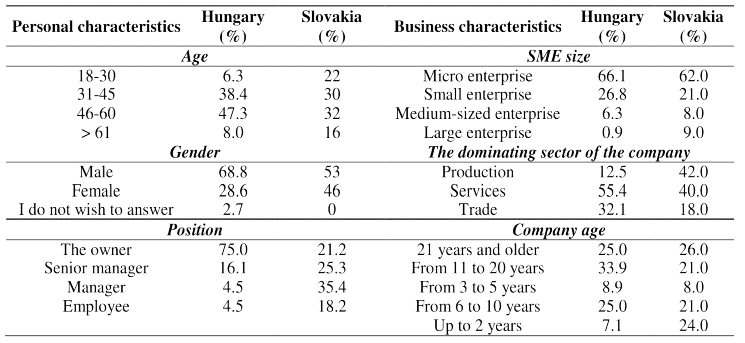 Personal characteristics Hungary (%) Slovakia (%) Business characteristics Hungary (%) Slovakia (%)
Age SME size
18-30 6.3 22 Micro enterprise 66.1 62.0
31-45 38.4 30 Small enterprise 26.8 21.0
46-60 47.3 32 Medium-sized enterprise 6.3 8.0
> 61 8.0 16 Large enterprise 0.9 9.0
Gender The dominating sector of the company
Male 68.8 53 Production 12.5 42.0
Female 28.6 46 Services 55.4 40.0
I do not wish to answer 2.7 0 Trade 32.1 18.0
Position Company age
The owner 75.0 21.2 21 years and older 25.0 26.0
Senior manager 16.1 25.3 From 11 to 20 years 33.9 21.0
Manager 4.5 35.4 From 3 to 5 years 8.9 8.0
Employee 4.5 18.2 From 6 to 10 years 25.0 21.0
Up to 2 years 7.1 24.0